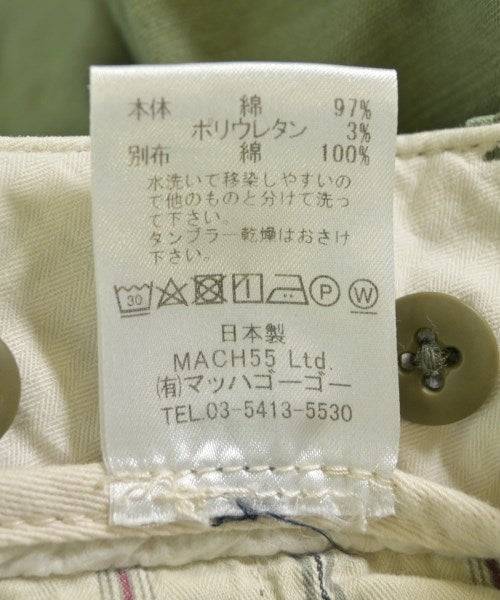 本体 綿 97%
ポリウレタン 3%
別布 綿 100%
水洗いで移染しやすいの
で他のものと分けて洗っ
て下さい。
タンブラー乾燥はおさけ
下さい。
30 P W
日本製
MACH55 Ltd.
(有)マッハゴーゴー
TEL.03-5413-5530